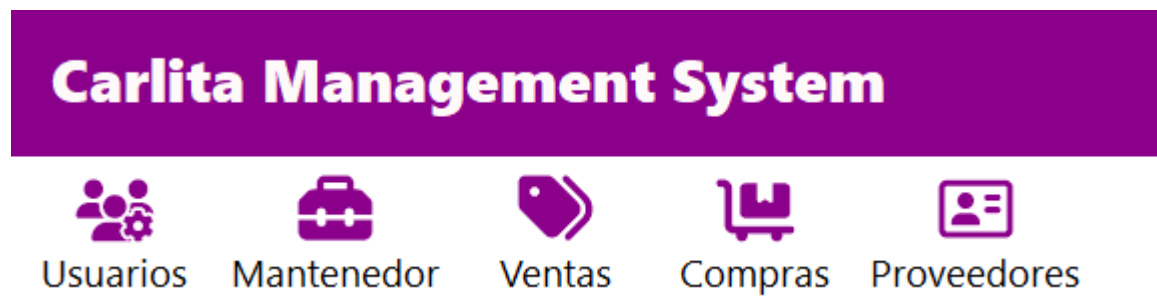 Carlita Management System
Usuarios Mantenedor Ventas Compras Proveedores